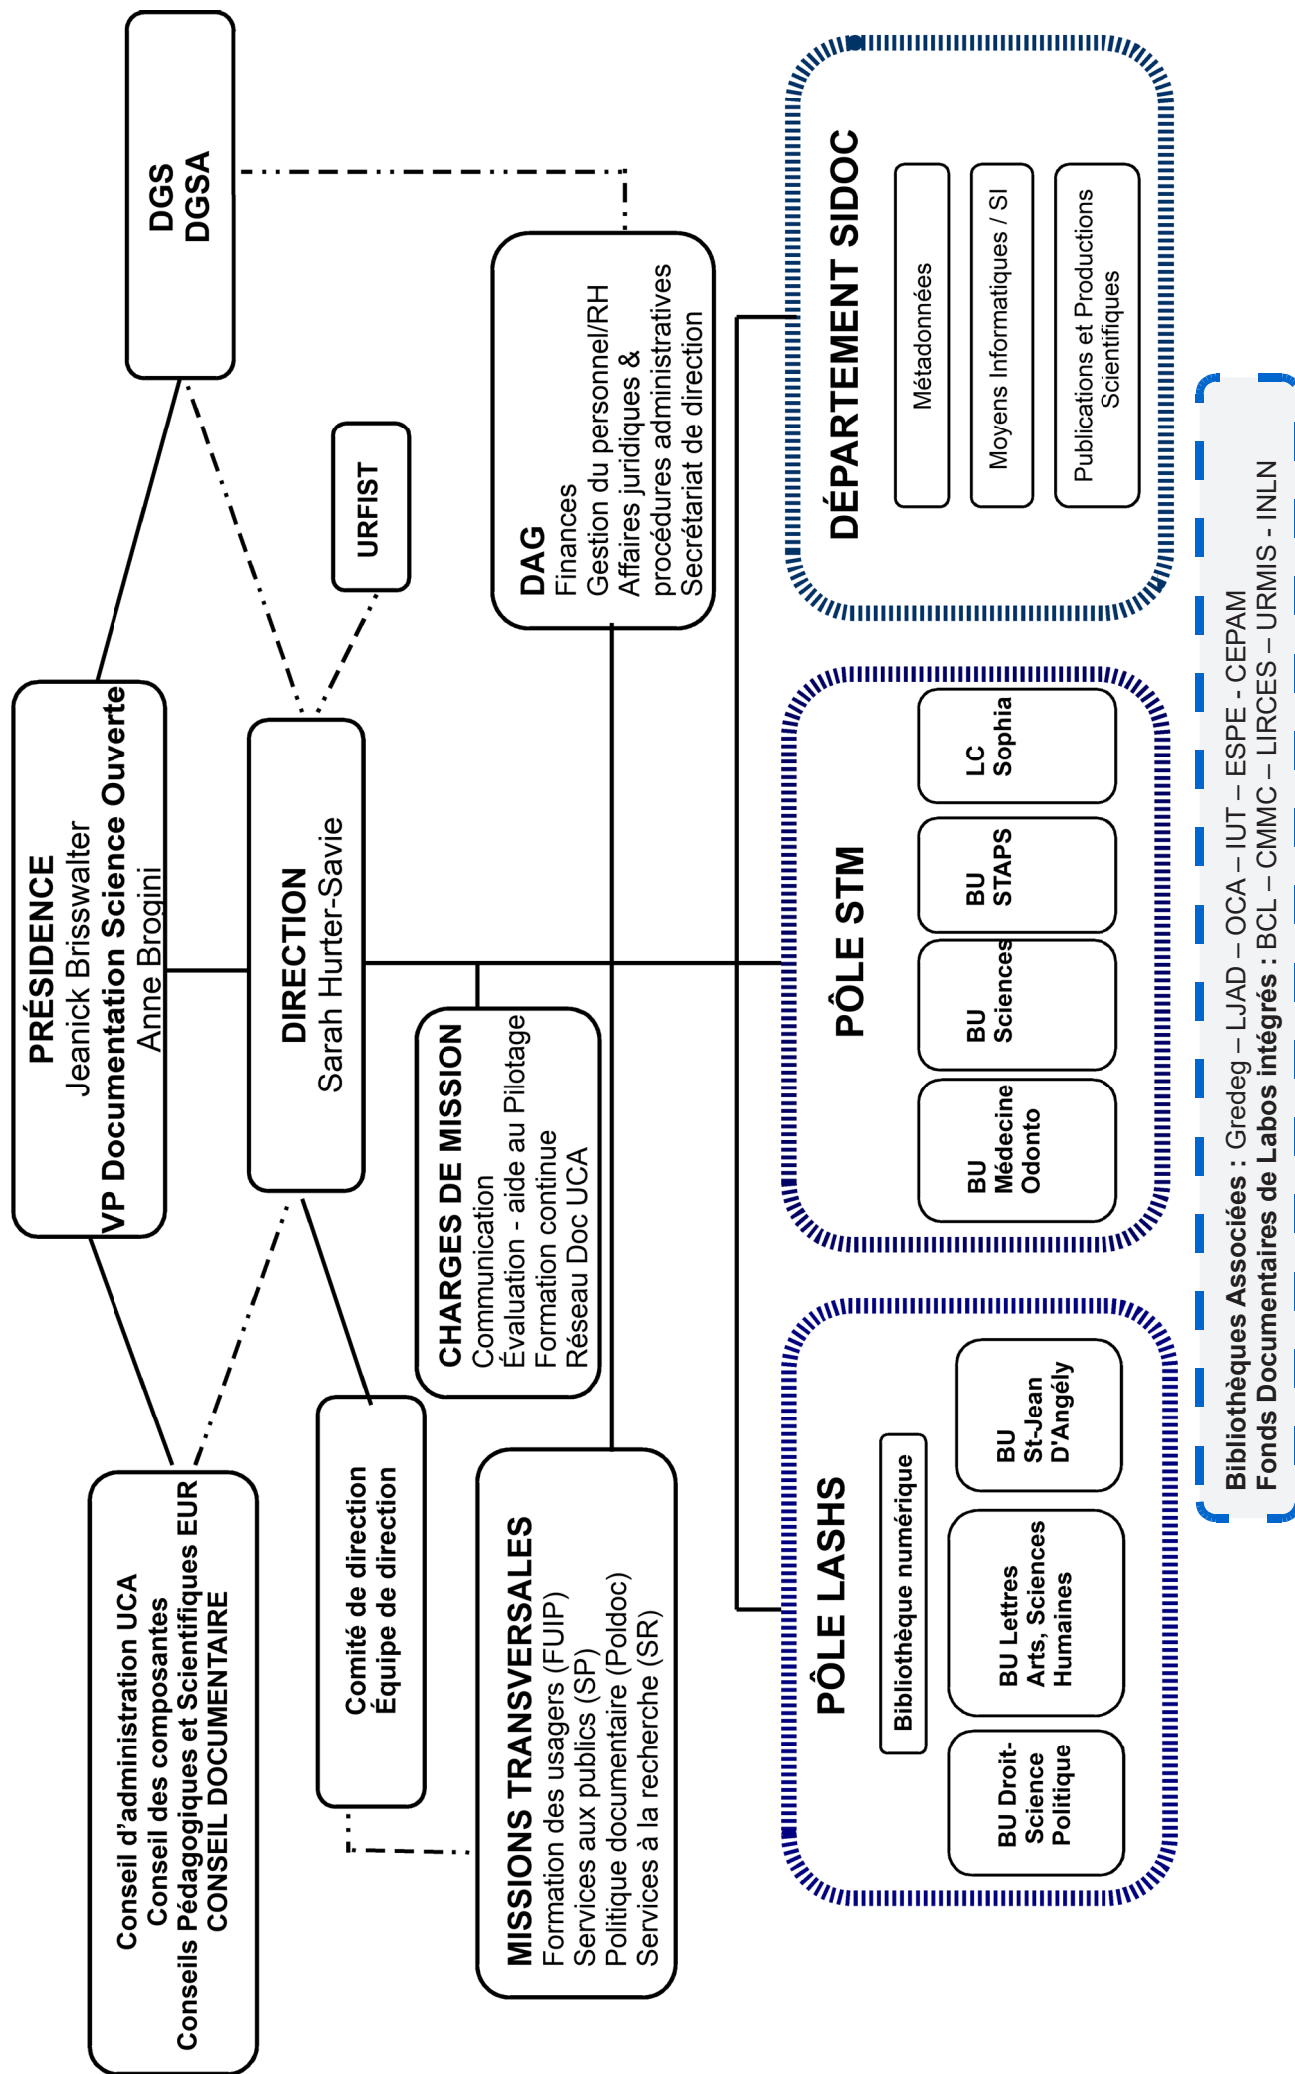 PRÉSIDENCE
Jeanick Brisswalter
VP Documentation Science Ouverte
Anne Brogini
DGS
DGSA
Conseil d'administration UCA
Conseil des composantes
Conseils Pédagogiques et Scientifiques EUR
CONSEIL DOCUMENTAIRE
DIRECTION
Sarah Hurter-Savie
URFIST
Comité de direction
Équipe de direction
CHARGES DE MISSION
Communication
Évaluation - aide au Pilotage
Formation continue
Réseau Doc UCA
MISSIONS TRANSVERSALES
Formation des usagers (FUIP)
Services aux publics (SP)
Politique documentaire (Poldoc)
Services à la recherche (SR)
DAG
Finances
Gestion du personnel/RH
Affaires juridiques &
procédures administratives
Secrétariat de direction
PÔLE LASHS
Bibliothèque numérique
BU Droit-
Science
Politique
BU Lettres
Arts, Sciences
Humaines
BU
St-Jean
D'Angély
PÔLE STM
BU
Médecine
Odonto
BU
Sciences
BU
STAPS
LC
Sophia
DÉPARTEMENT SIDOC
Métadonnées
Moyens Informatiques / SI
Publications et Productions
Scientifiques
Bibliothèques Associées : Gredeg – LJAD – OCA – IUT – ESPE - CEPAM
Fonds Documentaires de Labos intégrés : BCL – CMMC – LIRCES – URMIS - INLN